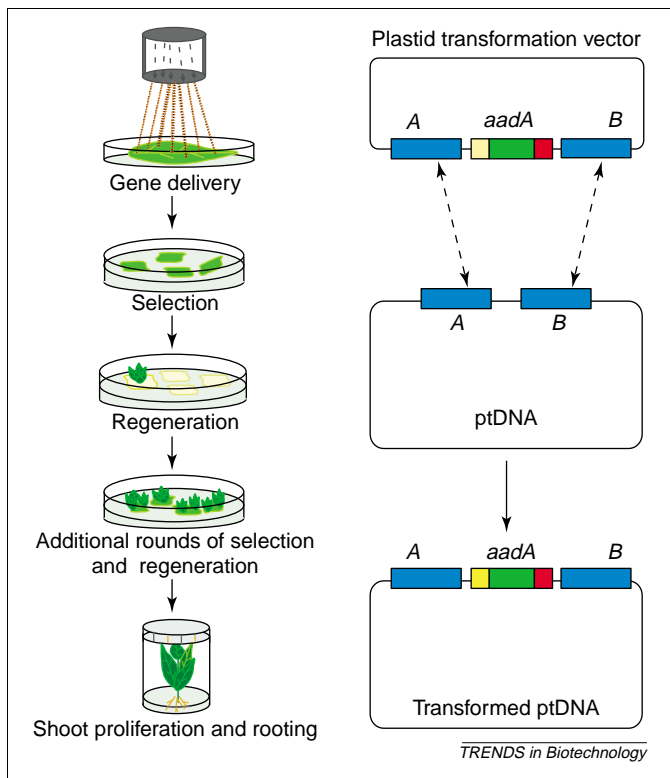 Gene delivery
Selection
Regeneration
Additional rounds of selection
and regeneration
Shoot proliferation and rooting
Plastid transformation vector
A aadA B
A B
ptDNA
A aadA B
Transformed ptDNA
TRENDS in Biotechnology